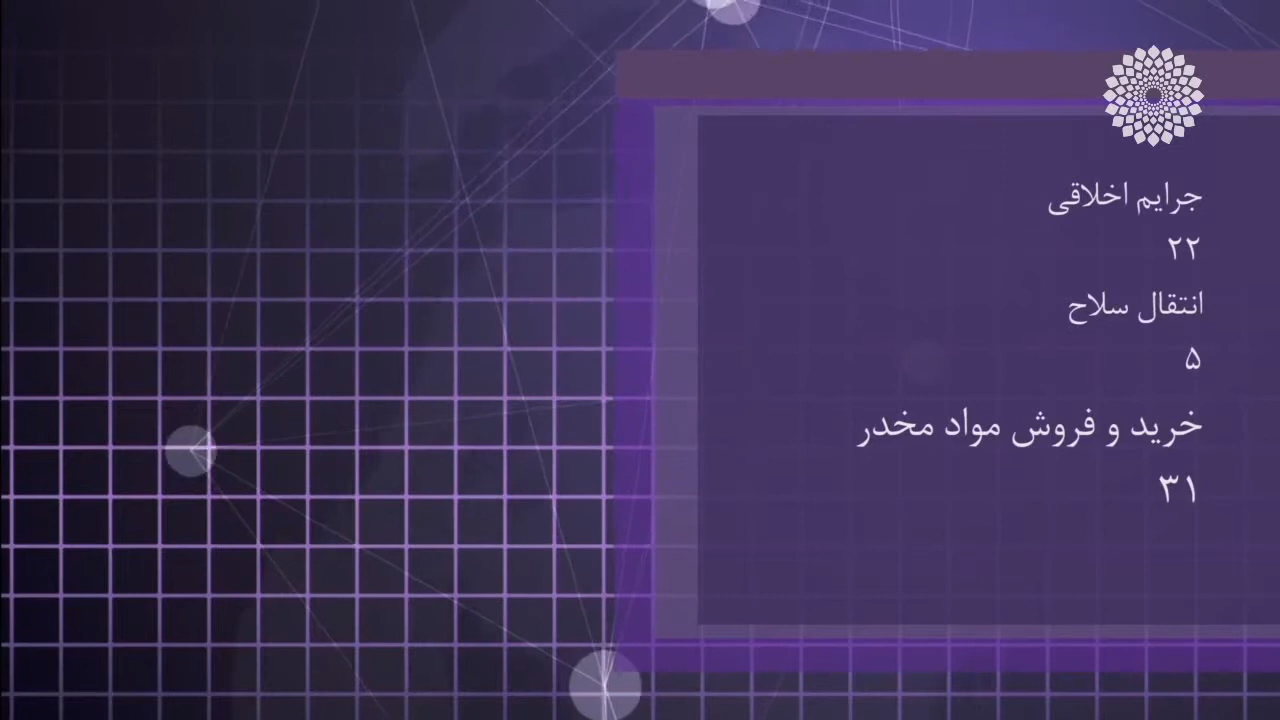 جرایم اخلاقی
۲۲
انتقال سلاح
۵
خرید و فروش مواد مخدر
۳۱